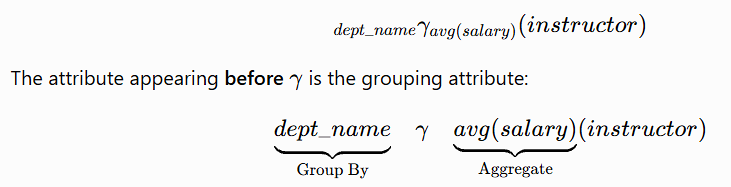 dept_name γ avg(salary)(instructor)
The attribute appearing before γ is the grouping attribute:
dept_name γ avg(salary)(instructor)
Group By Aggregate